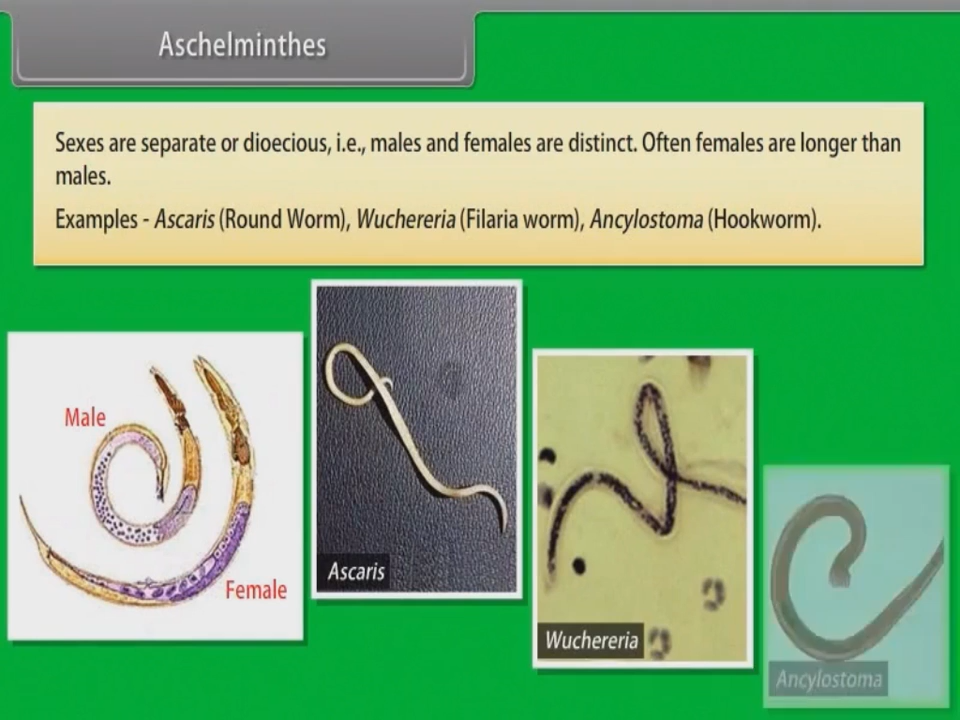 Aschelminthes
Sexes are separate or dioecious, i.e., males and females are distinct. Often females are longer than
males.
Examples - Ascaris (Round Worm), Wuchereria (Filaria worm), Ancylostoma (Hookworm).
Male
Female
Ascaris
Wuchereria
Ancylostoma